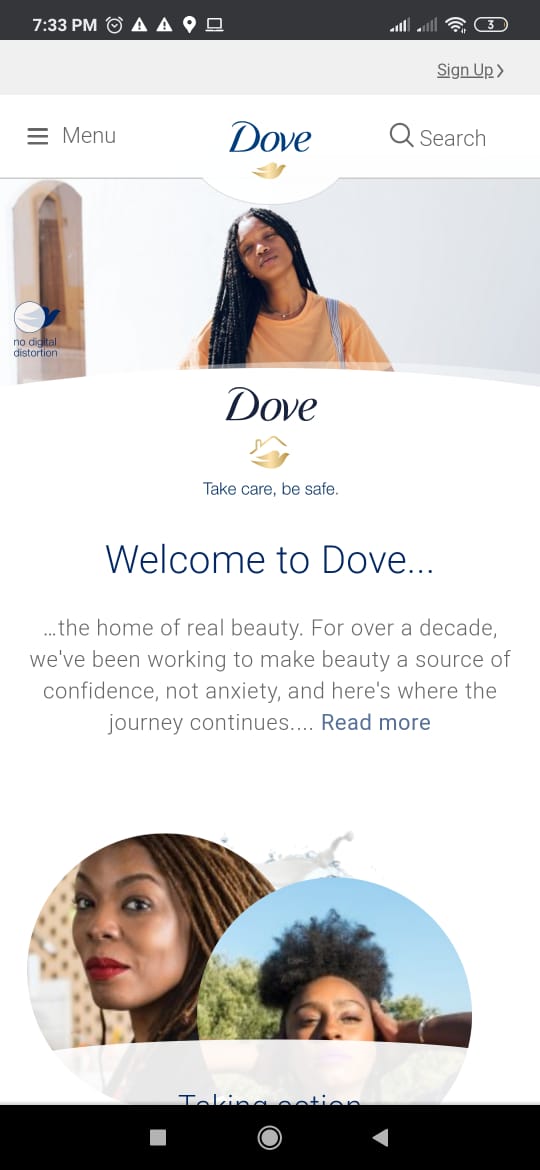 7:33 PM 3
Sign Up
Menu Dove Search
no digital
distortion
Dove
Take care, be safe.
Welcome to Dove...
...the home of real beauty. For over a decade,
we've been working to make beauty a source of
confidence, not anxiety, and here's where the
journey continues.... Read more
Taking action